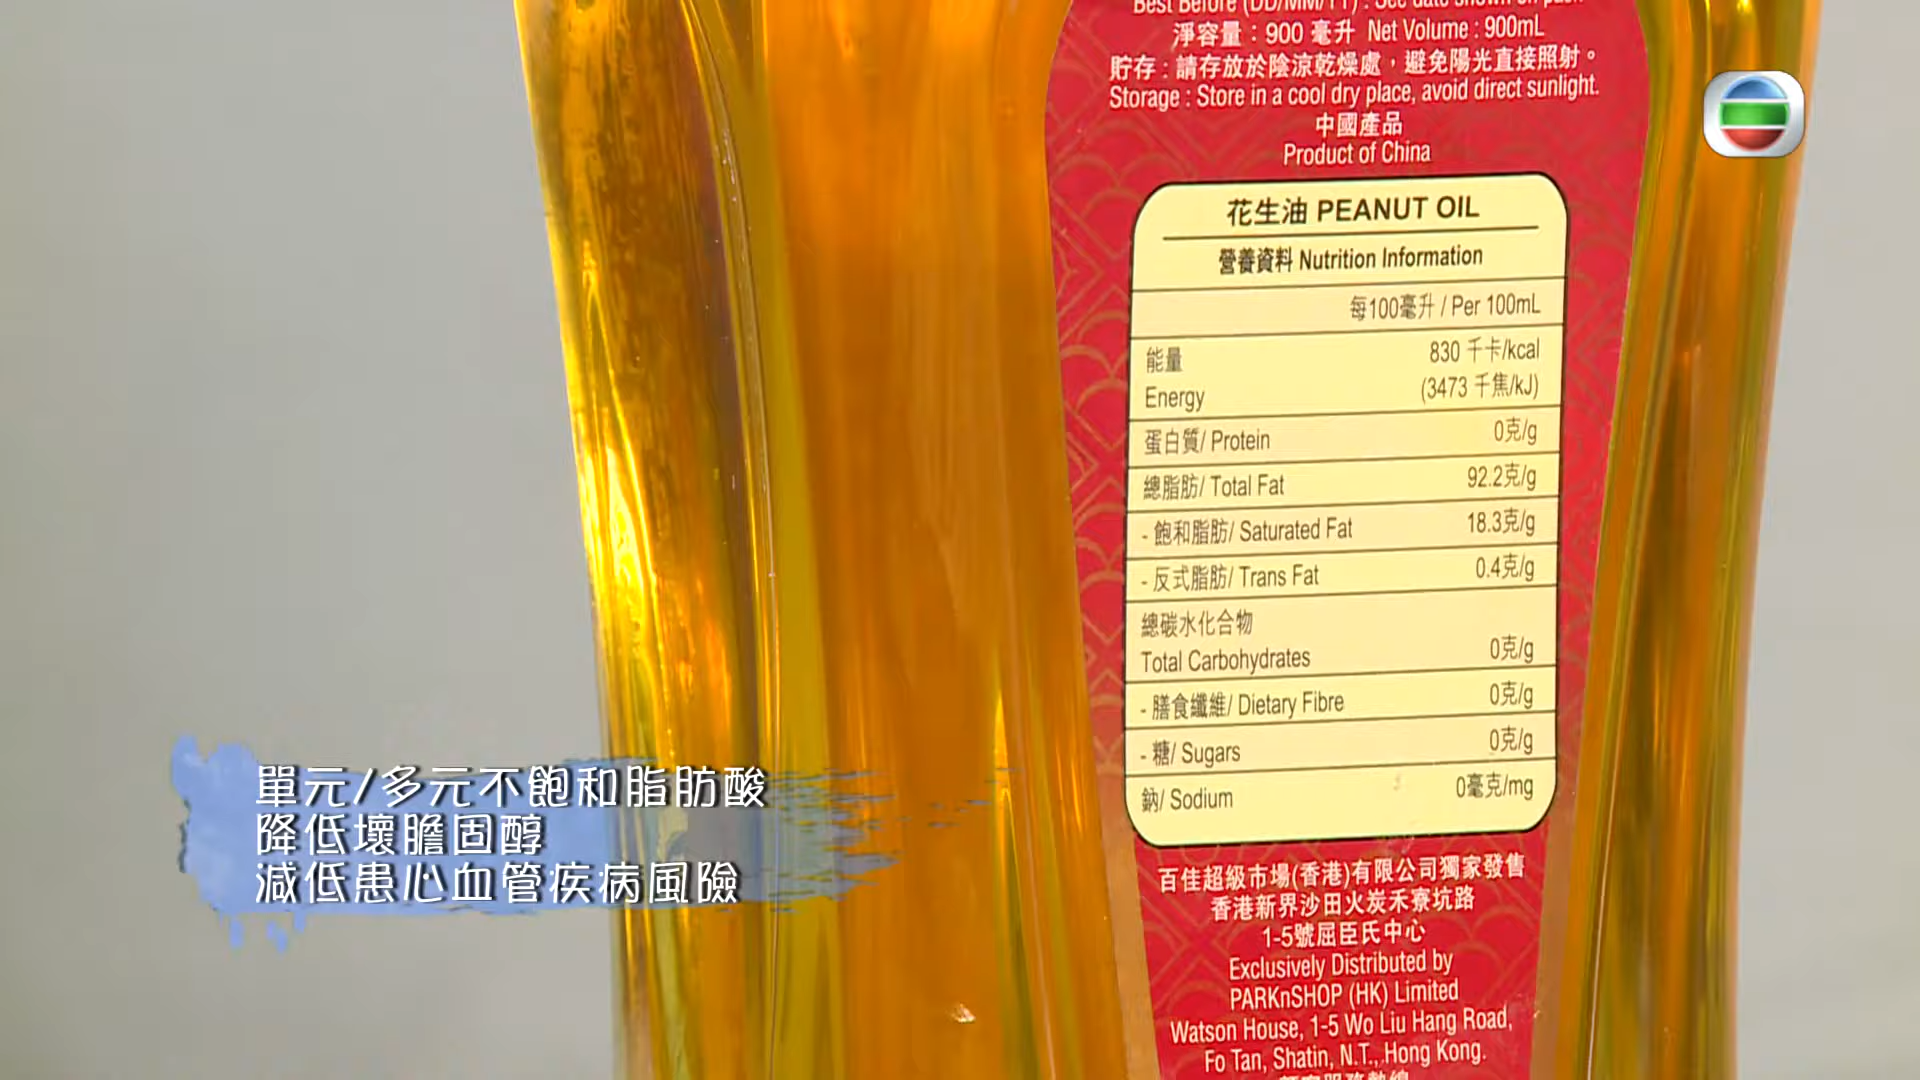 Best Before (DD/MM/YY) : See date shown on pack
淨容量：900 毫升 Net Volume : 900mL
貯存：請存放於陰涼乾燥處，避免陽光直接照射。
Storage : Store in a cool dry place, avoid direct sunlight.
中國產品
Product of China
花生油 PEANUT OIL
營養資料 Nutrition Information
每100毫升 / Per 100mL
能量 830 千卡/kcal
Energy (3473 千焦/kJ)
蛋白質/ Protein 0克/g
總脂肪/ Total Fat 92.2克/g
- 飽和脂肪/ Saturated Fat 18.3克/g
- 反式脂肪/ Trans Fat 0.4克/g
總碳水化合物
Total Carbohydrates 0克/g
- 膳食纖維/ Dietary Fibre 0克/g
- 糖/ Sugars 0克/g
鈉/ Sodium 0毫克/mg
百佳超級市場(香港)有限公司獨家發售
香港新界沙田火炭禾寮坑路
1-5號屈臣氏中心
Exclusively Distributed by
PARKnSHOP (HK) Limited
Watson House, 1-5 Wo Liu Hang Road,
Fo Tan, Shatin, N.T., Hong Kong.
單元/多元不飽和脂肪酸
降低壞膽固醇
減低患心血管疾病風險